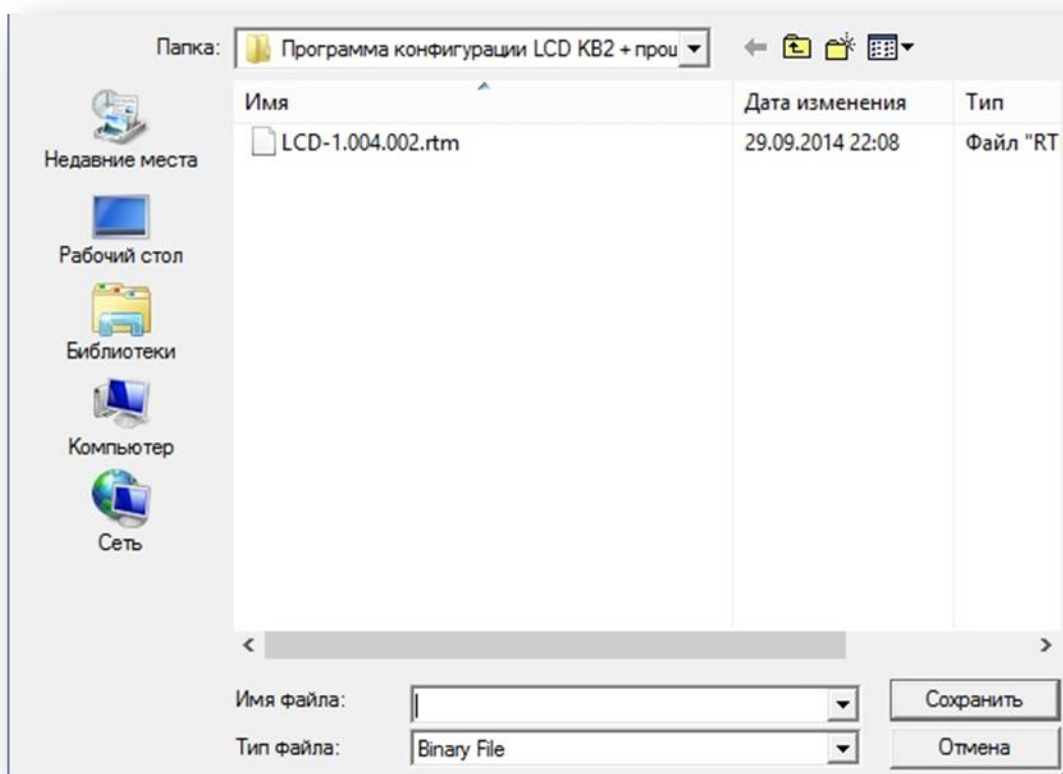 Папка: Программа конфигурации LCD KB2 + прош
Имя Дата изменения Тип
LCD-1.004.002.rtm 29.09.2014 22:08 Файл "RT
Недавние места
Рабочий стол
Библиотеки
Компьютер
Сеть
Имя файла: Сохранить
Тип файла: Binary File Отмена